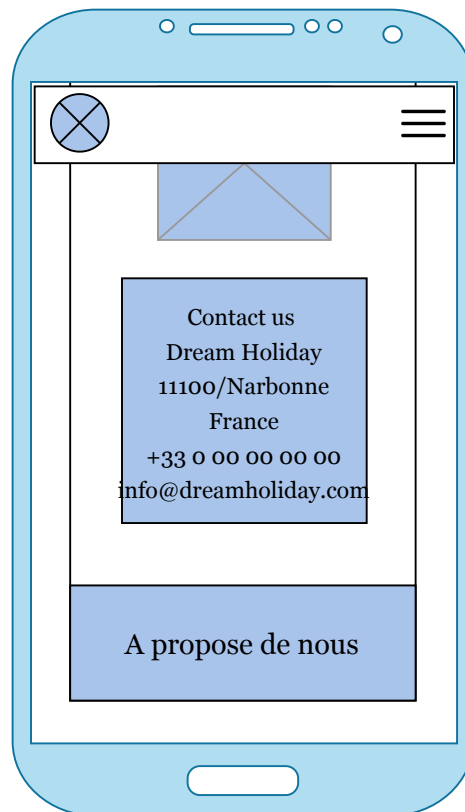 Contact us
Dream Holiday
11100/Narbonne
France
+33 0 00 00 00 00
info@dreamholiday.com
A propose de nous